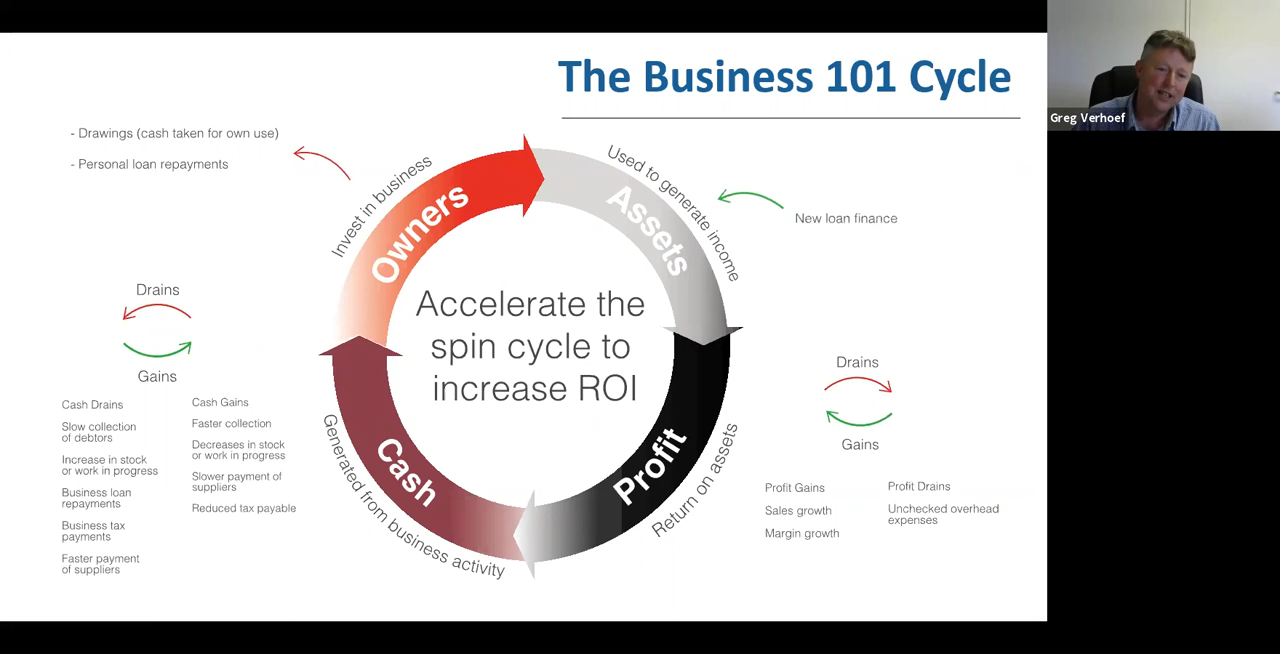 The Business 101 Cycle
Greg Verhoef
- Drawings (cash taken for own use)
- Personal loan repayments
Invest in business
Owners
Used to generate income
Assets
New loan finance
Accelerate the
spin cycle to
increase ROI
Drains
Gains
Cash Drains
Slow collection
of debtors
Increase in stock
or work in progress
Business loan
repayments
Business tax
payments
Faster payment
of suppliers
Cash Gains
Faster collection
Decreases in stock
or work in progress
Slower payment of
suppliers
Reduced tax payable
Cash
Generated from business activity
Profit
Return on assets
Drains
Gains
Profit Gains
Sales growth
Margin growth
Profit Drains
Unchecked overhead
expenses